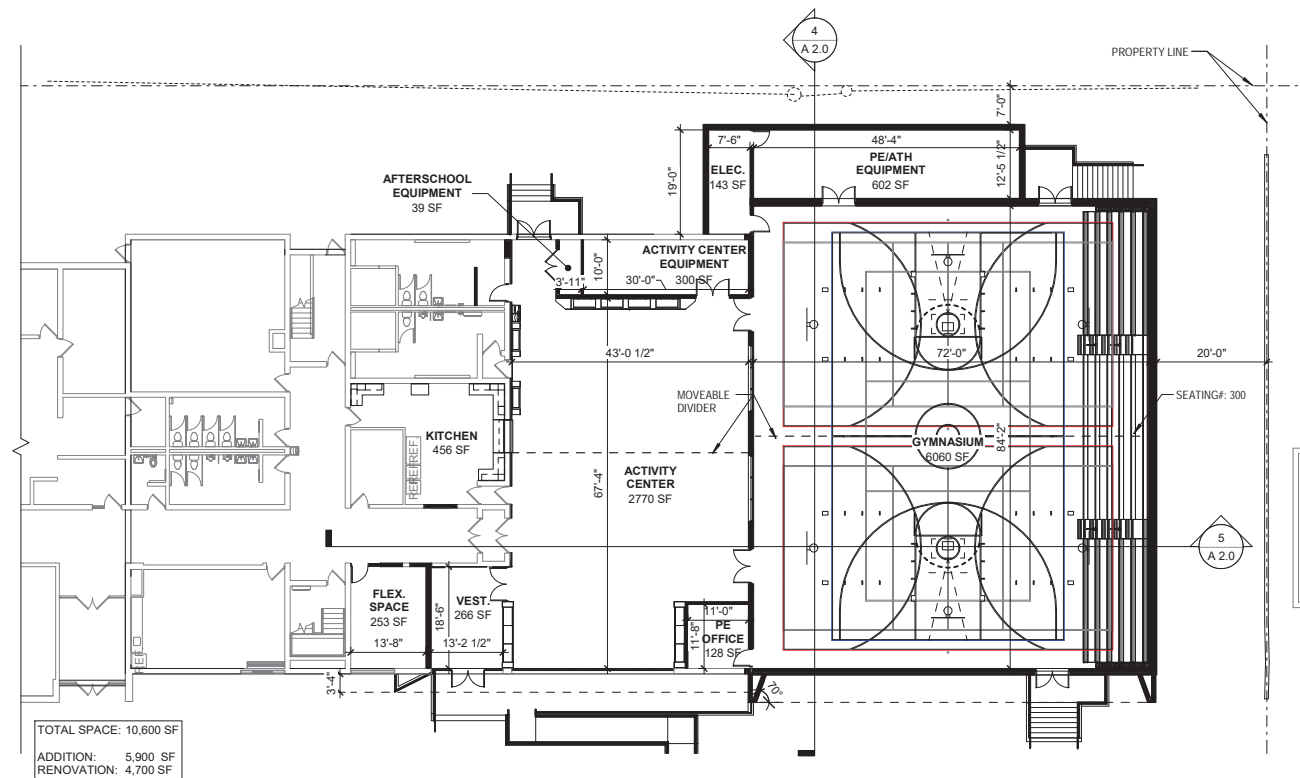 4
A 2.0
PROPERTY LINE
7'-0"
7'-6"
48'-4"
PE/ATH
EQUIPMENT
602 SF
12'-5 1/2"
ELEC.
143 SF
19'-0"
AFTERSCHOOL
EQUIPMENT
39 SF
ACTIVITY CENTER
EQUIPMENT
300 SF
10'-0"
3'-11"
30'-0"
43'-0 1/2"
72'-0"
20'-0"
MOVEABLE
DIVIDER
SEATING#: 300
KITCHEN
456 SF
REF.
REF.
REF.
GYMNASIUM
6060 SF
84'-2"
67'-4"
ACTIVITY
CENTER
2770 SF
5
A 2.0
FLEX.
SPACE
253 SF
13'-8"
18'-6"
VEST.
266 SF
13'-2 1/2"
11'-0"
PE
OFFICE
128 SF
11'-8"
REF.
3'-4"
70°
TOTAL SPACE: 10,600 SF
ADDITION: 5,900 SF
RENOVATION: 4,700 SF